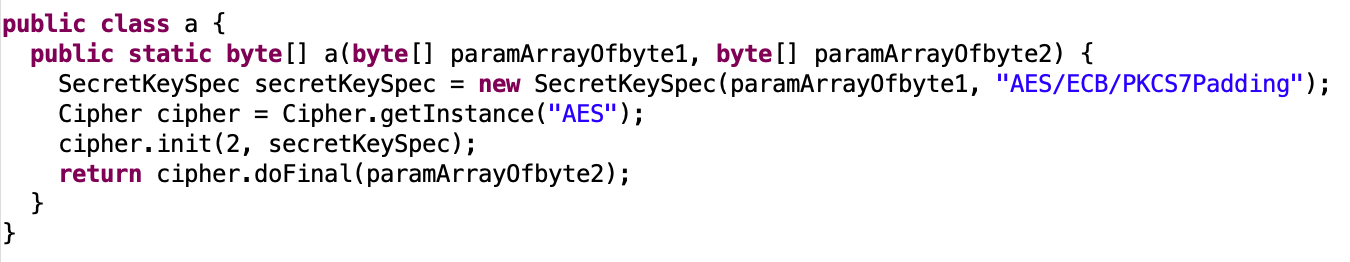 public class a {
  public static byte[] a(byte[] paramArrayOfbyte1, byte[] paramArrayOfbyte2) {
    SecretKeySpec secretKeySpec = new SecretKeySpec(paramArrayOfbyte1, "AES/ECB/PKCS7Padding");
    Cipher cipher = Cipher.getInstance("AES");
    cipher.init(2, secretKeySpec);
    return cipher.doFinal(paramArrayOfbyte2);
  }
}